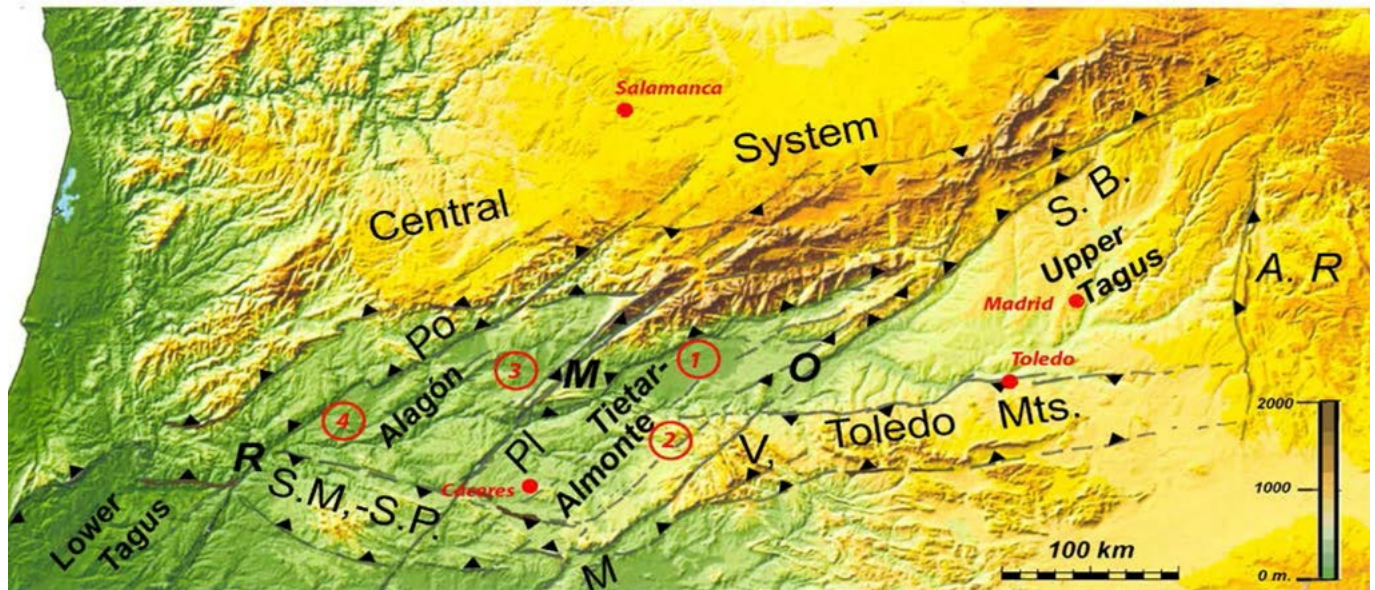 Salamanca
System
Central
S. B.
Upper
Tagus
A. R
Madrid
Po
3
M
1
O
Toledo
Alagón
Tietar-
Almonte
4
2
Pl
V,
Toledo Mts.
R
S.M,-S.P.
Cáceres
Lower
Tagus
M
100 km
2000
1000
0 m.